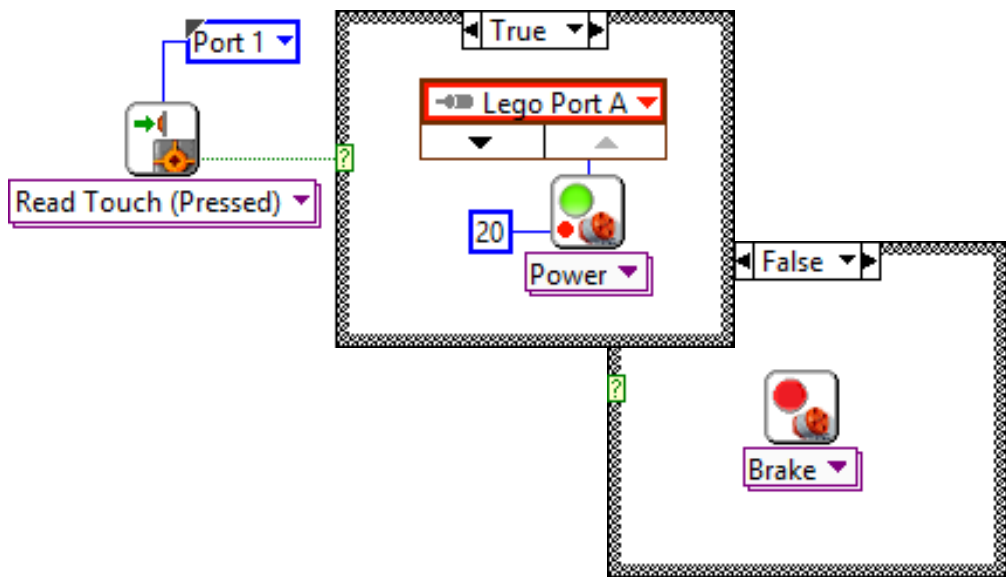 Port 1
True
Lego Port A
?
Read Touch (Pressed)
20
Power
False
?
Brake